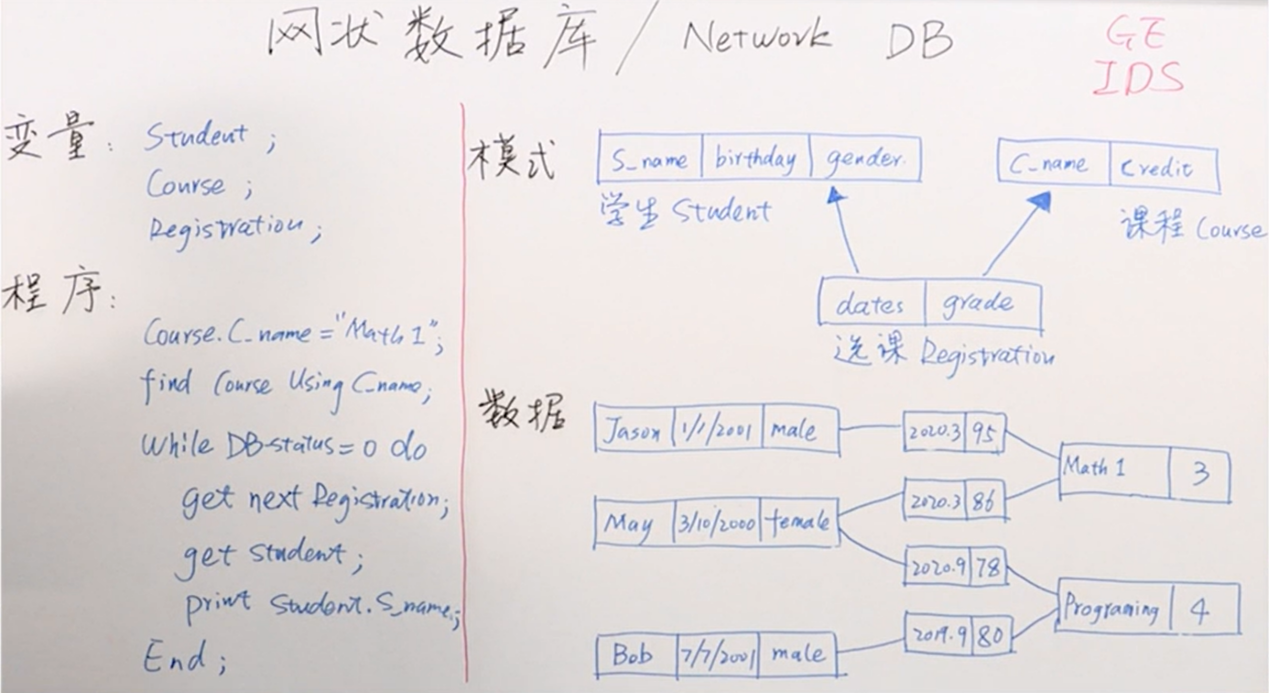 网状数据库 / Network DB
GE
IDS
变量: Student ;
Course ;
Registration ;
程序:
Course.C_name = "Math 1";
find Course Using C_name;
While DB-status = 0 do
get next Registration;
get Student ;
print Student.S_name ;
End ;
模式
S_name birthday gender.
学生 Student
C_name Credit
课程 Course
dates grade
选课 Registration
数据
Jason 1/1/2001 male
2020.3 95
Math 1 3
May 3/10/2000 female
2020.3 86
2020.9 78
Programing 4
Bob 7/7/2001 male
2019.9 80